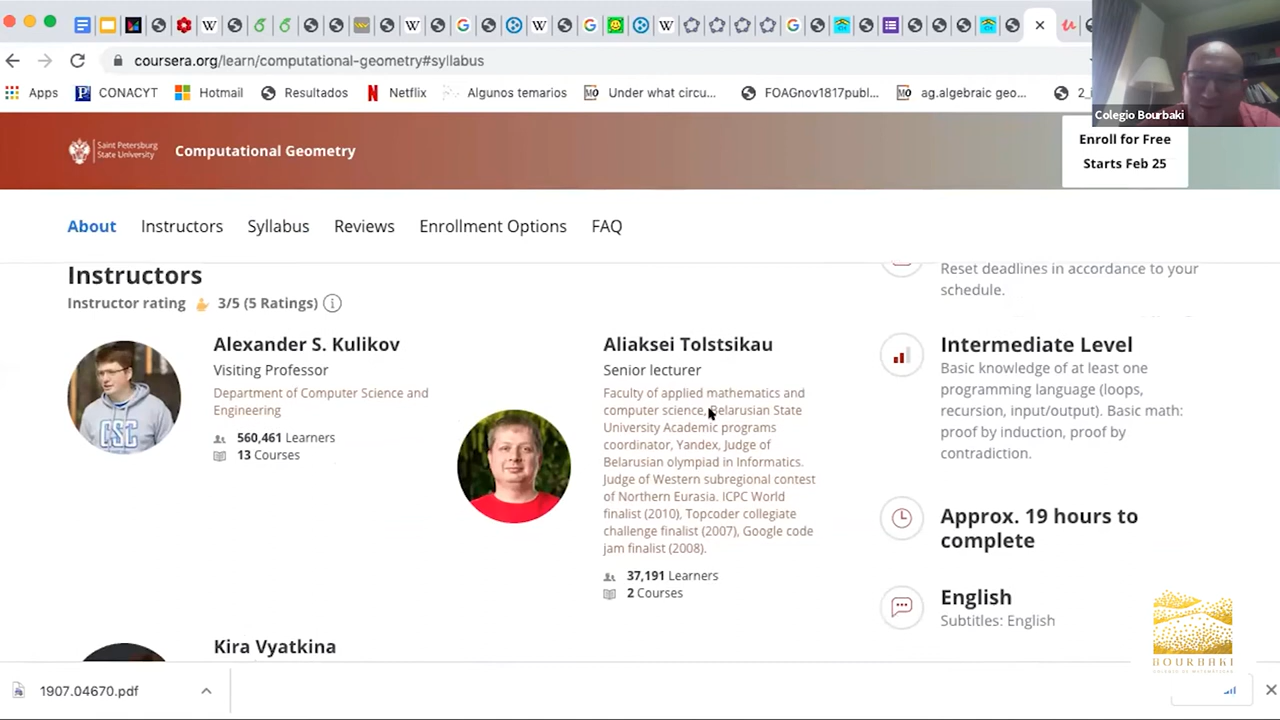 coursera.org/learn/computational-geometry#syllabus
Apps CONACYT Hotmail Resultados Netflix Algunos temarios Under what circu... FOAGnov1817publ... ag.algebraic geo... 2_i
Colegio Bourbaki
Saint Petersburg
State University
Computational Geometry
Enroll for Free
Starts Feb 25
About Instructors Syllabus Reviews Enrollment Options FAQ
Instructors
Instructor rating 3/5 (5 Ratings)
Alexander S. Kulikov
Visiting Professor
Department of Computer Science and
Engineering
560,461 Learners
13 Courses
CSC
Aliaksei Tolstsikau
Senior lecturer
Faculty of applied mathematics and
computer science, Belarusian State
University Academic programs
coordinator, Yandex, Judge of
Belarusian olympiad in Informatics.
Judge of Western subregional contest
of Northern Eurasia. ICPC World
finalist (2010), Topcoder collegiate
challenge finalist (2007), Google code
jam finalist (2008).
37,191 Learners
2 Courses
Kira Vyatkina
Reset deadlines in accordance to your
schedule.
Intermediate Level
Basic knowledge of at least one
programming language (loops,
recursion, input/output). Basic math:
proof by induction, proof by
contradiction.
Approx. 19 hours to
complete
English
Subtitles: English
BOURBAKI
COLEGIO DE MATEMÁTICAS
1907.04670.pdf